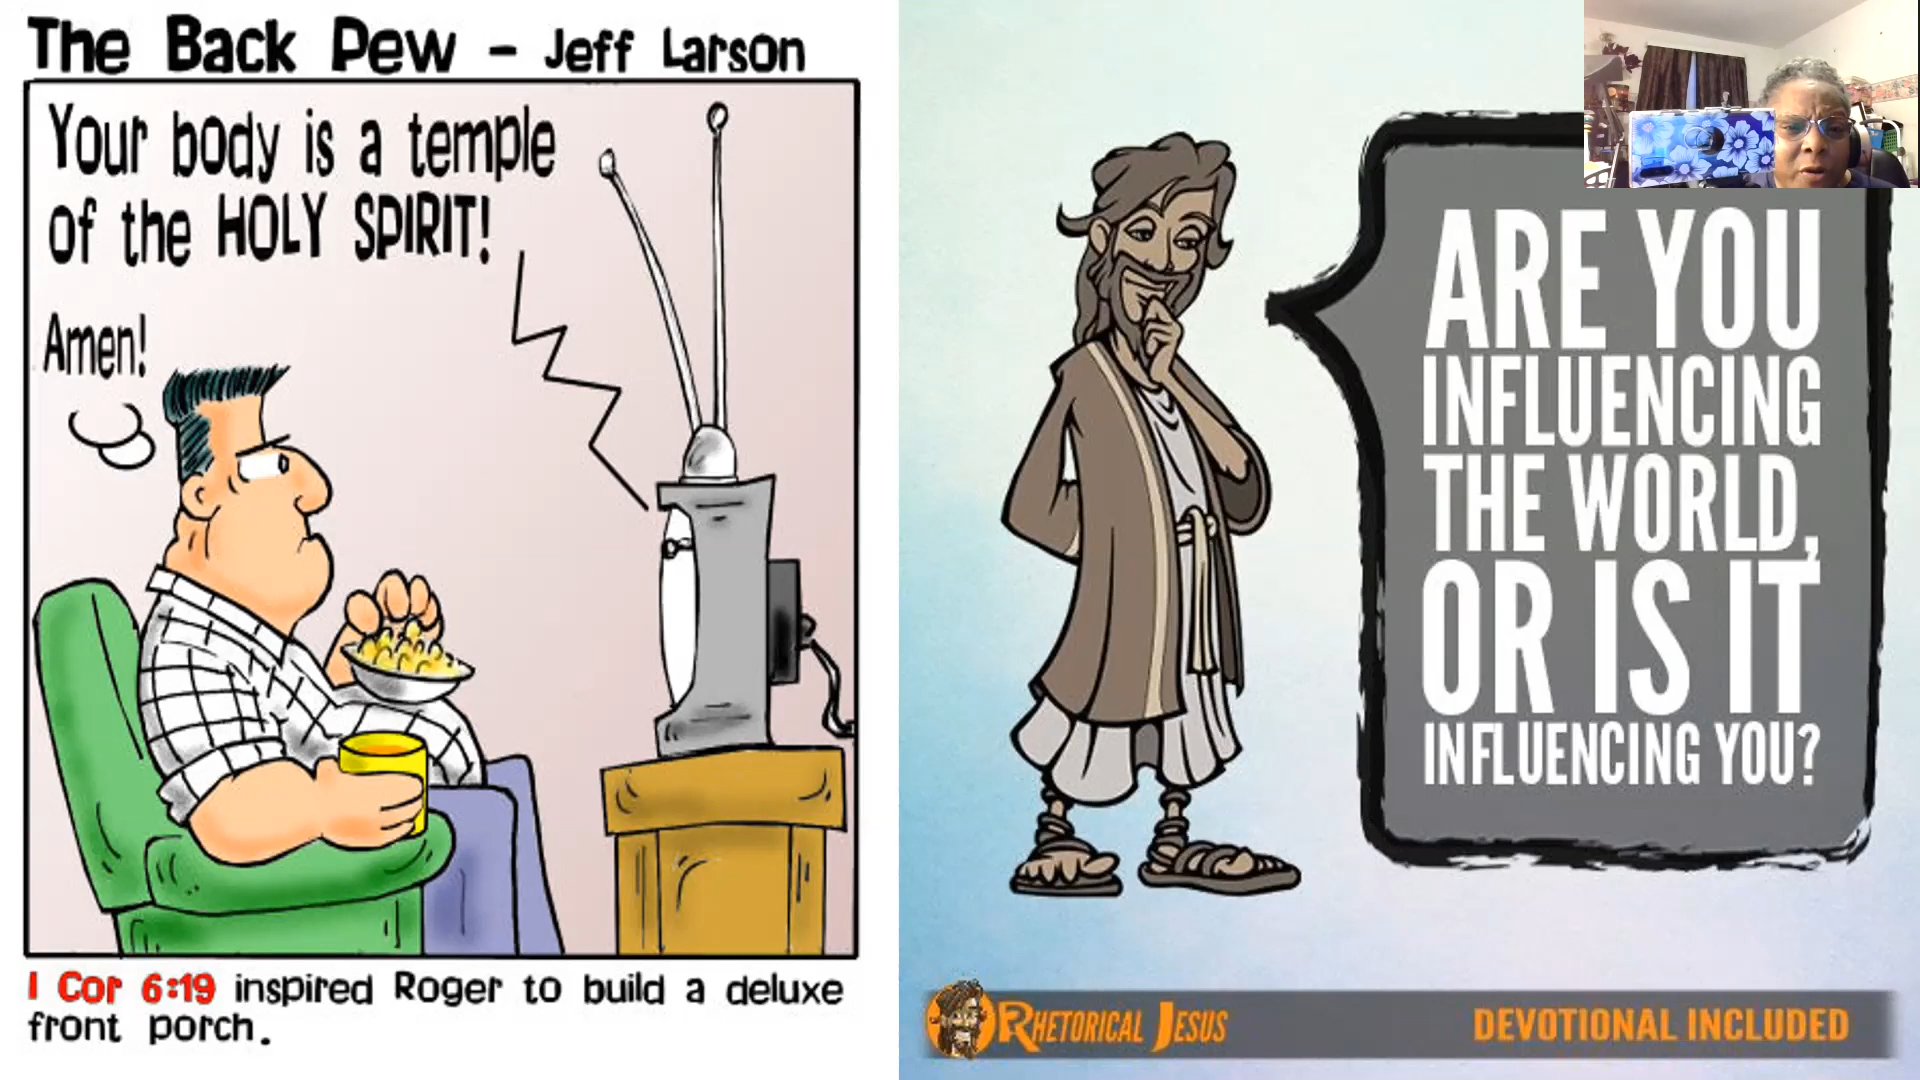 The Back Pew - Jeff Larson
Your body is a temple
of the HOLY SPIRIT!
Amen!
1 Cor 6:19 inspired Roger to build a deluxe
front porch.
ARE YOU
INFLUENCING
THE WORLD,
OR IS IT
INFLUENCING YOU?
RHETORICAL JESUS
DEVOTIONAL INCLUDED